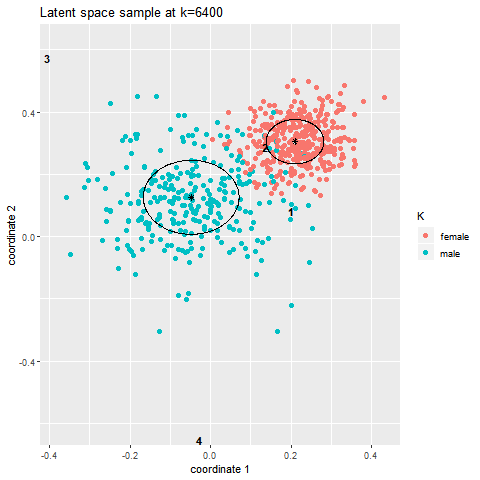 Latent space sample at k=6400
3
0.4
2
1
0.0
-0.4
4
-0.4 -0.2 0.0 0.2 0.4
coordinate 1
coordinate 2
K
female
male